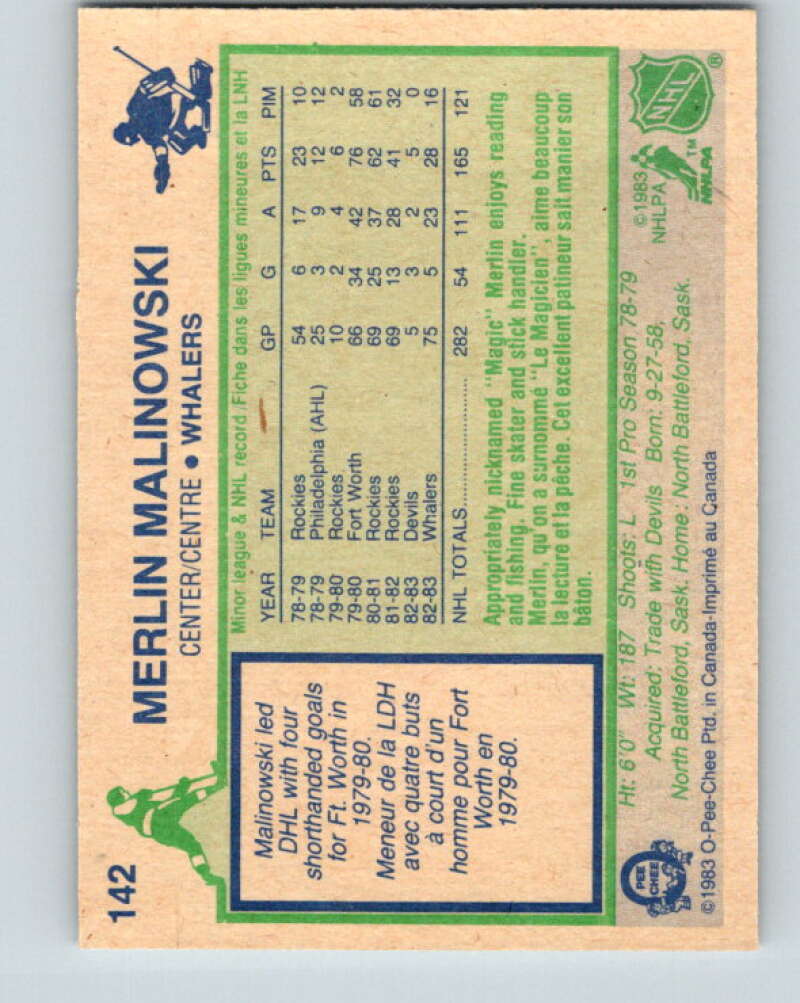 142
MERLIN MALINOWSKI
CENTER/CENTRE • WHALERS
Malinowski led
DHL with four
shorthanded goals
for Ft. Worth in
1979-80.
Meneur de la LDH
avec quatre buts
à court d'un
homme pour Fort
Worth en
1979-80.
Minor league & NHL record/Fiche dans les ligues mineures et la LNH
YEAR TEAM GP G A PTS PIM
78-79 Rockies 54 6 17 23 10
78-79 Philadelphia (AHL) 25 3 9 12 12
79-80 Rockies 10 2 4 6 2
79-80 Fort Worth 66 34 42 76 58
80-81 Rockies 69 25 37 62 61
81-82 Rockies 69 13 28 41 32
82-83 Devils 5 3 2 5 0
82-83 Whalers 75 5 23 28 16
NHL TOTALS.................... 282 54 111 165 121
Appropriately nicknamed "Magic" Merlin enjoys reading
and fishing. Fine skater and stick handler.
Merlin, qu'on a surnommé "Le Magicien", aime beaucoup
la lecture et la pêche. Cet excellent patineur sait manier son
bâton.
Ht: 6'0" Wt: 187 Shoots: L 1st Pro Season 78-79
Acquired: Trade with Devils Born: 9-27-58,
North Battleford, Sask. Home: North Battleford, Sask.
© 1983 O-Pee-Chee Ptd. in Canada-Imprimé au Canada
O
PEE
CHEE
© 1983
NHLPA
TM
NHLPA
NHL
®